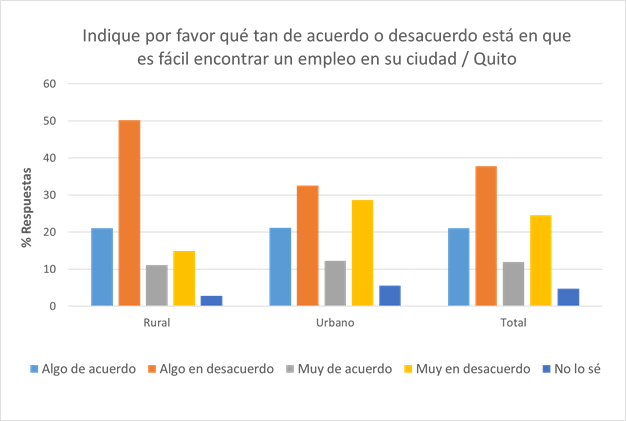 Indique por favor qué tan de acuerdo o desacuerdo está en que
es fácil encontrar un empleo en su ciudad / Quito
60
50
40
30
20
10
0
% Respuestas
Rural Urbano Total
Algo de acuerdo Algo en desacuerdo Muy de acuerdo Muy en desacuerdo No lo sé